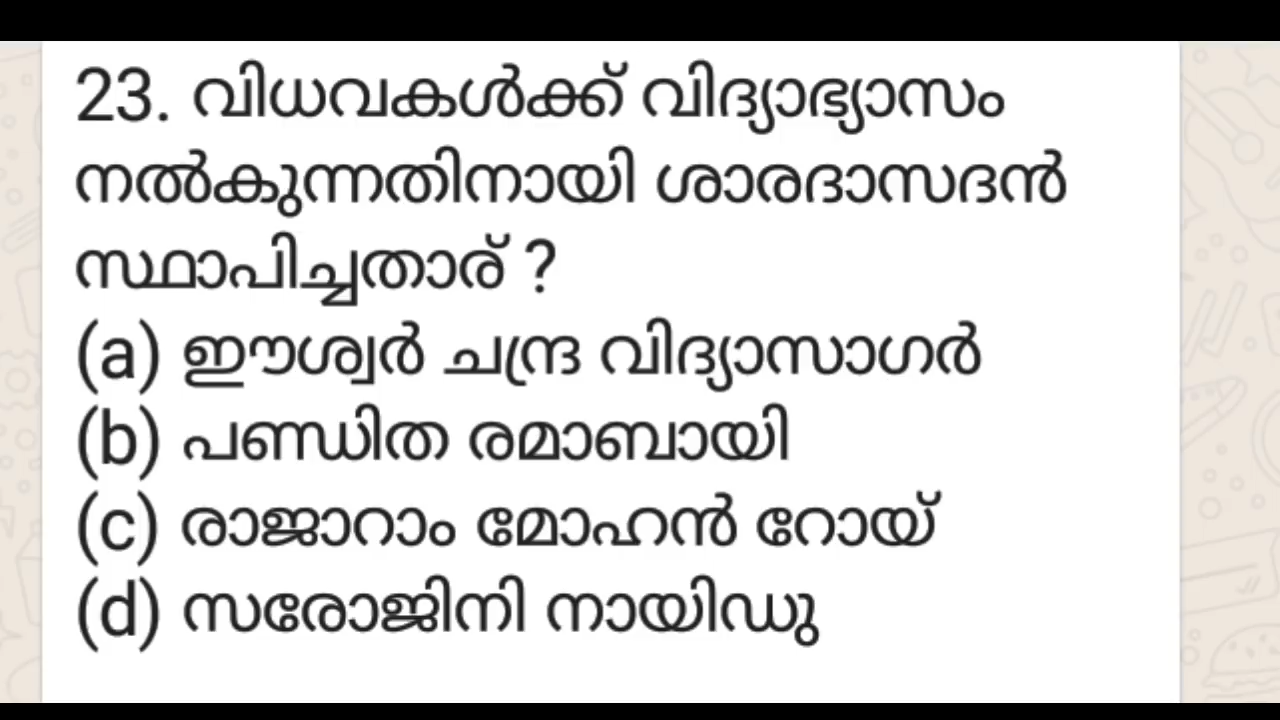 23. വിധവകൾക്ക് വിദ്യാഭ്യാസം
നൽകുന്നതിനായി ശാരദാസദൻ
സ്ഥാപിച്ചതാര് ?
(a) ഈശ്വർ ചന്ദ്ര വിദ്യാസാഗർ
(b) പണ്ഡിത രമാബായി
(c) രാജാറാം മോഹൻ റോയ്
(d) സരോജിനി നായിഡു